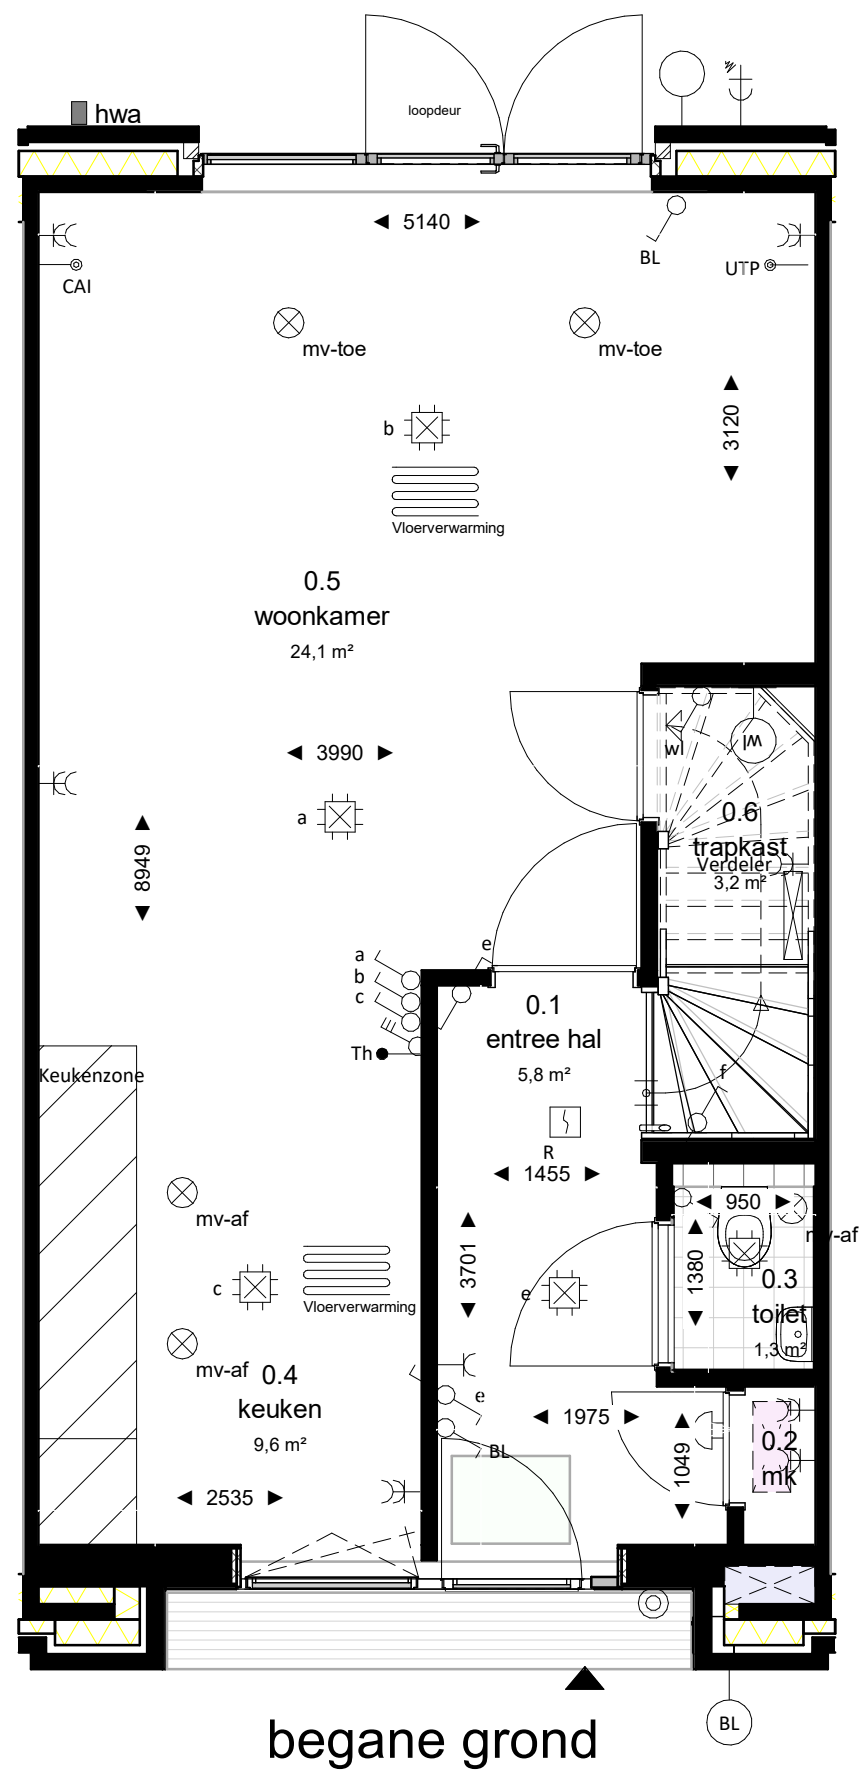 loopdeur
hwa
5140
BL
CAI
UTP
mv-toe
mv-toe
3120
b
Vloerverwarming
0.5
woonkamer
24,1 m²
3990
a
8949
wl
wl
0.6
trapkast
Verdeler
3,2 m²
a
b
c
e
Th
0.1
entree hal
5,8 m²
f
Keukenzone
R
1455
950
mv-af
mv-af
3701
1380
c
Vloerverwarming
e
0.3
toilet
1,3 m²
mv-af
0.4
keuken
9,6 m²
e
BL
1975
1049
0.2
mk
2535
BL
begane grond